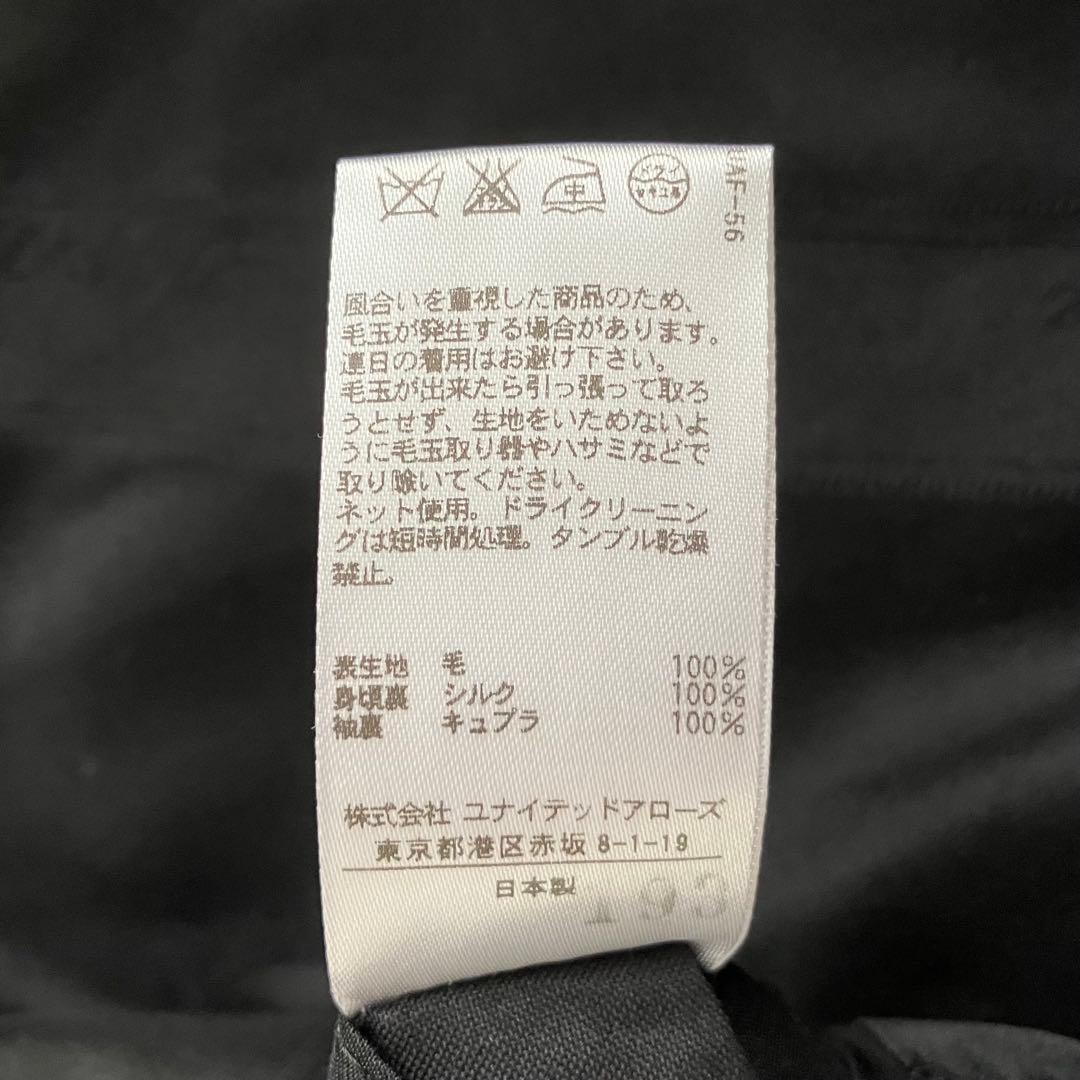 UAF-56
中
風合いを重視した商品のため、
毛玉が発生する場合があります。
連日の着用はお避け下さい。
毛玉が出来たら引っ張って取ろ
うとせず、生地をいためないよ
うに毛玉取り器やハサミなどで
取り除いてください。
ネット使用。ドライクリーニン
グは短時間処理。タンブル乾燥
禁止。
表生地 毛 100%
身頃裏 シルク 100%
袖裏 キュプラ 100%
株式会社 ユナイテッドアローズ
東京都港区赤坂 8-1-19
日本製
193